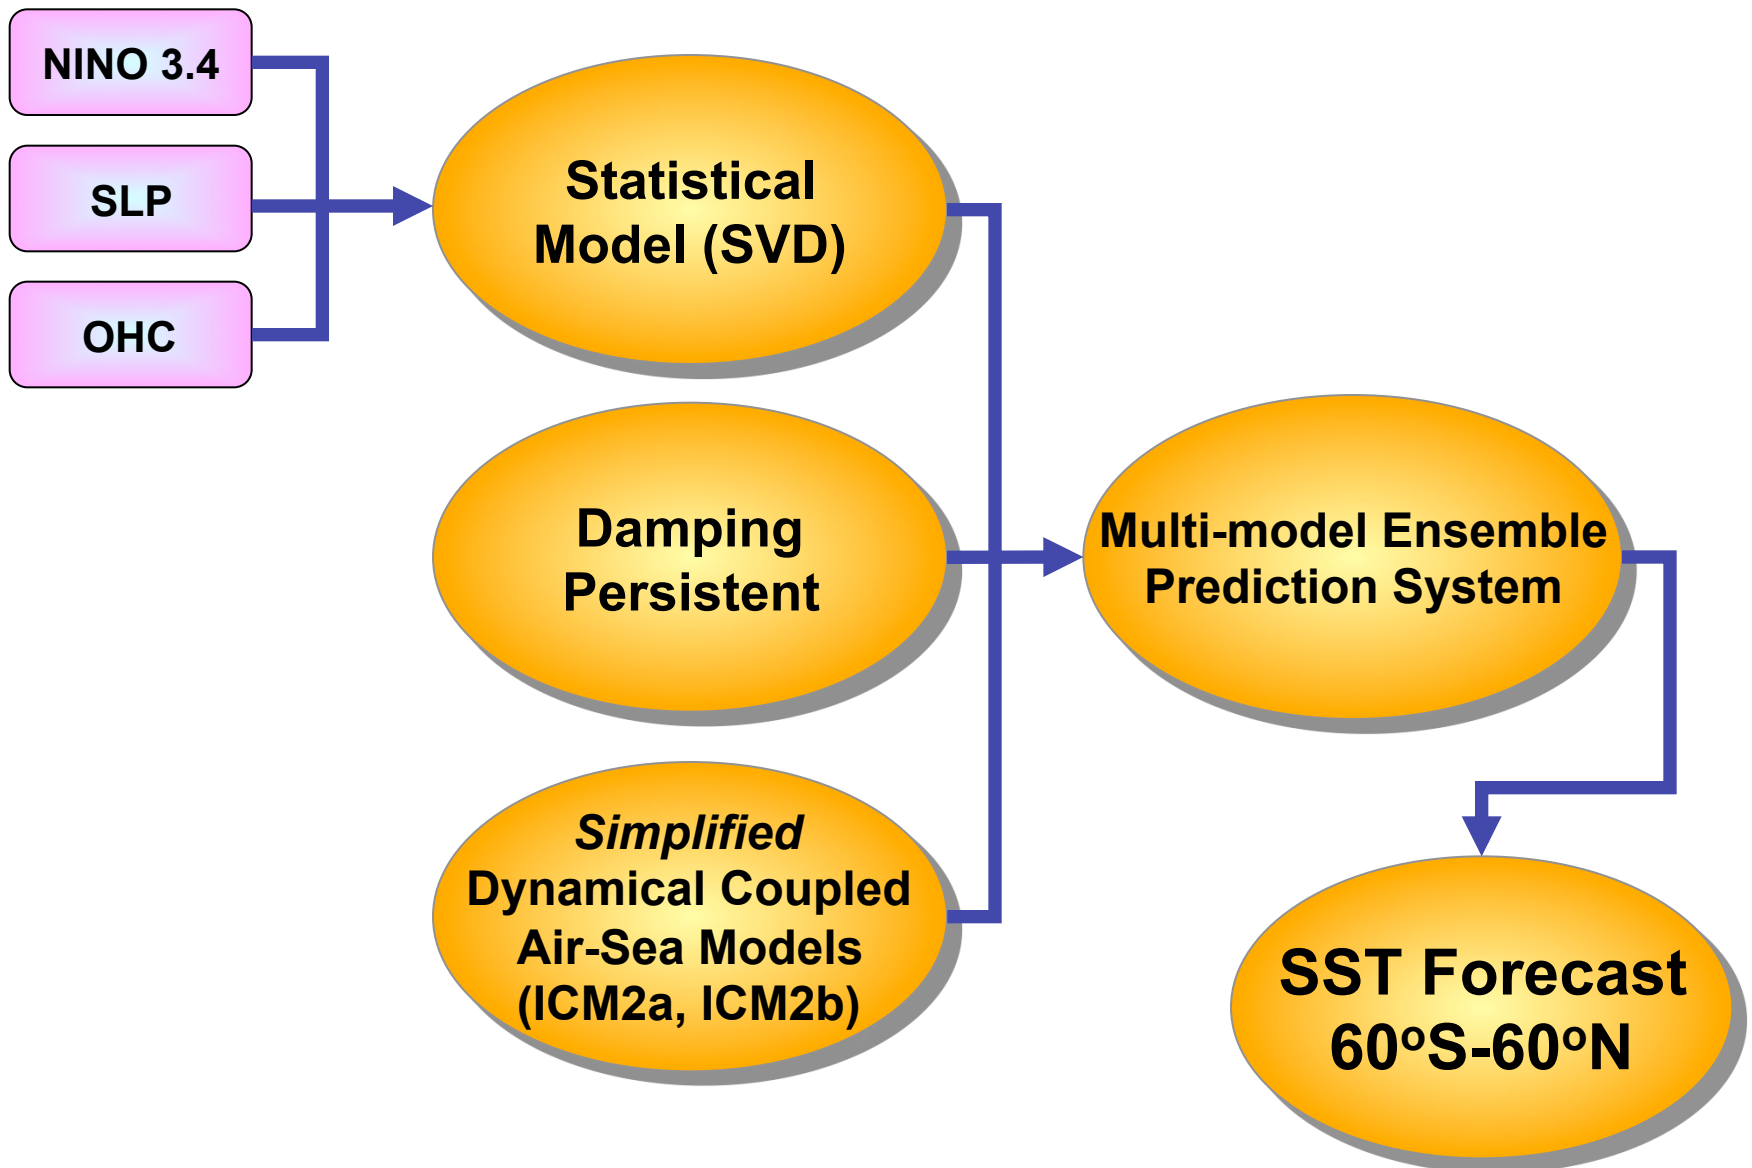 NINO 3.4
SLP
OHC
Statistical
Model (SVD)
Damping
Persistent
Simplified
Dynamical Coupled
Air-Sea Models
(ICM2a, ICM2b)
Multi-model Ensemble
Prediction System
SST Forecast
60ºS-60ºN